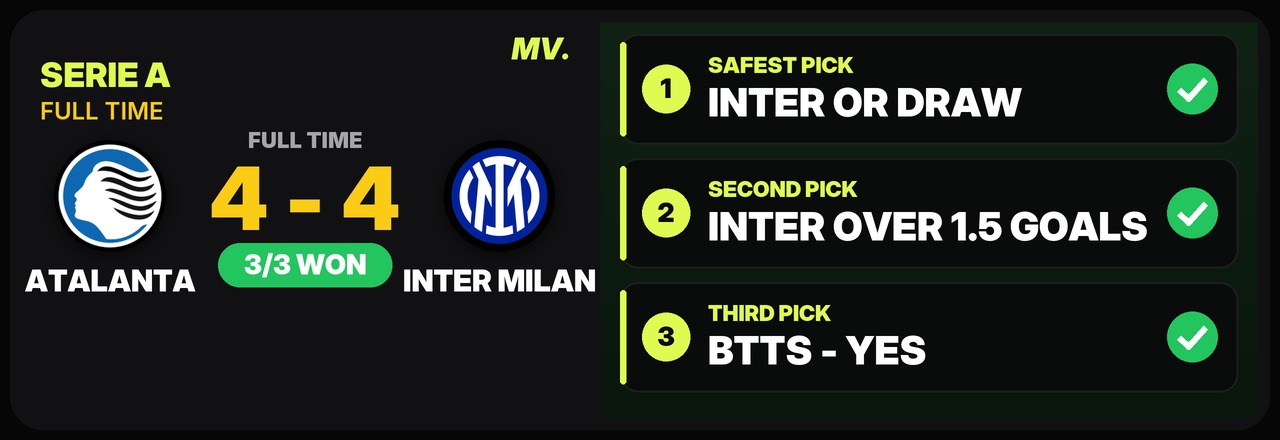 MV.
SERIE A
FULL TIME
FULL TIME
4 - 4
3/3 WON
ATALANTA
INTER MILAN
1
SAFEST PICK
INTER OR DRAW
2
SECOND PICK
INTER OVER 1.5 GOALS
3
THIRD PICK
BTTS - YES